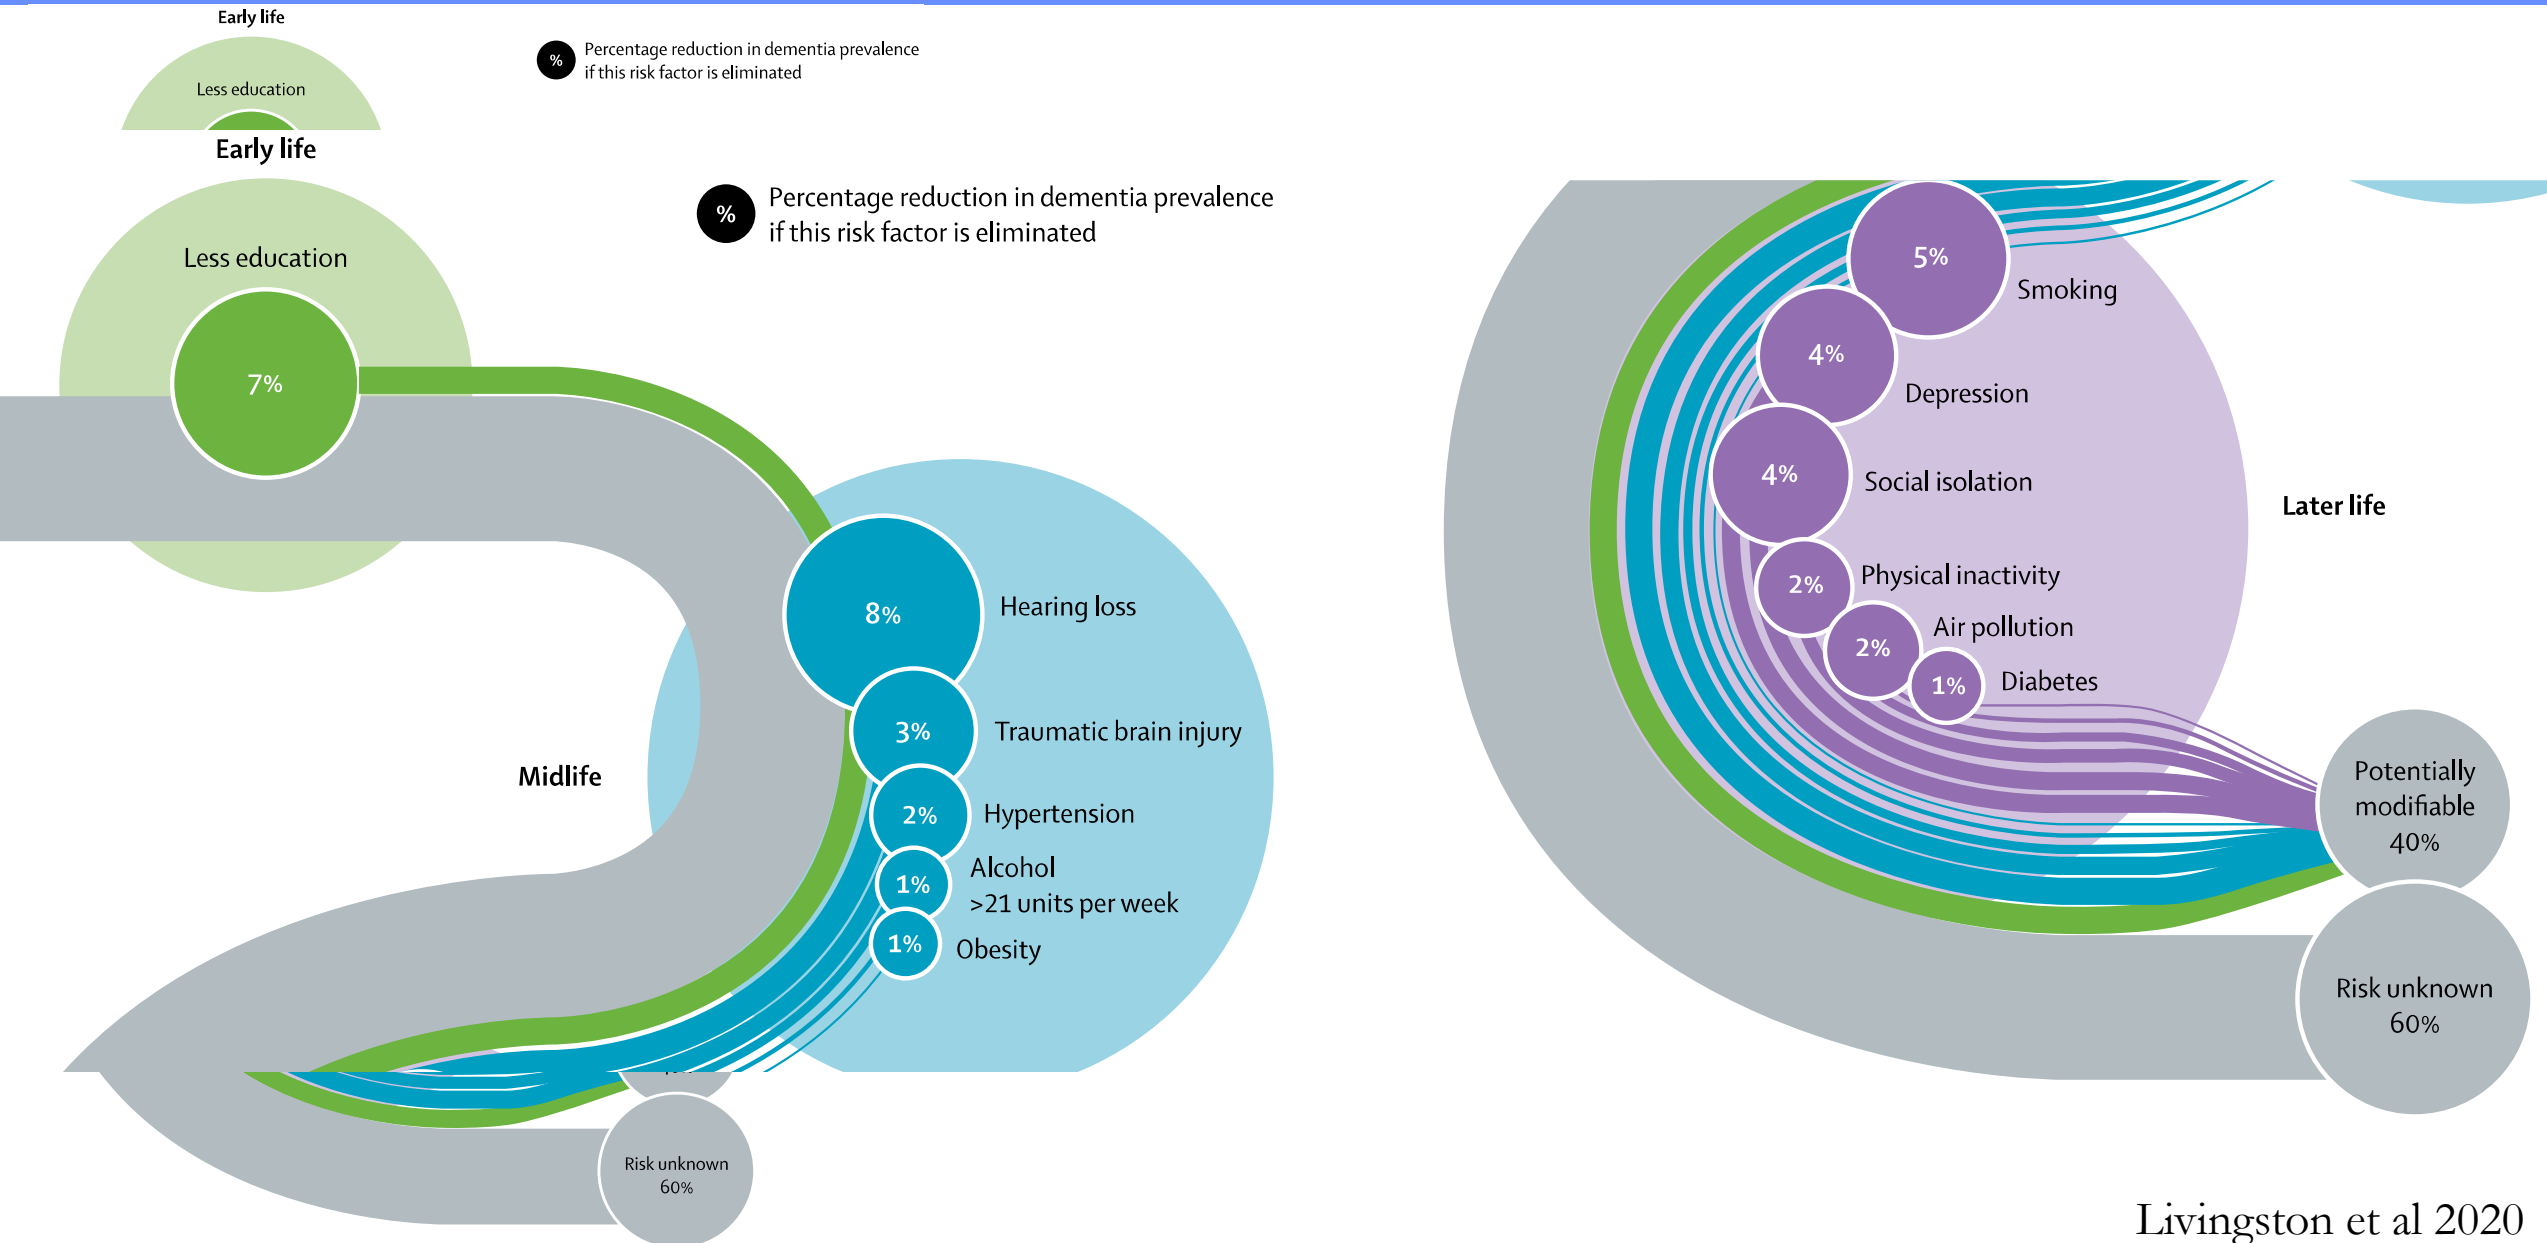 Early life
%
Percentage reduction in dementia prevalence
if this risk factor is eliminated
Less education
Early life
%
Percentage reduction in dementia prevalence
if this risk factor is eliminated
Less education
7%
8%
Hearing loss
3%
Traumatic brain injury
Midlife
2%
Hypertension
1%
Alcohol
>21 units per week
1%
Obesity
Risk unknown
60%
5%
Smoking
4%
Depression
4%
Social isolation
Later life
2%
Physical inactivity
2%
Air pollution
1%
Diabetes
Potentially
modifiable
40%
Risk unknown
60%
Livingston et al 2020